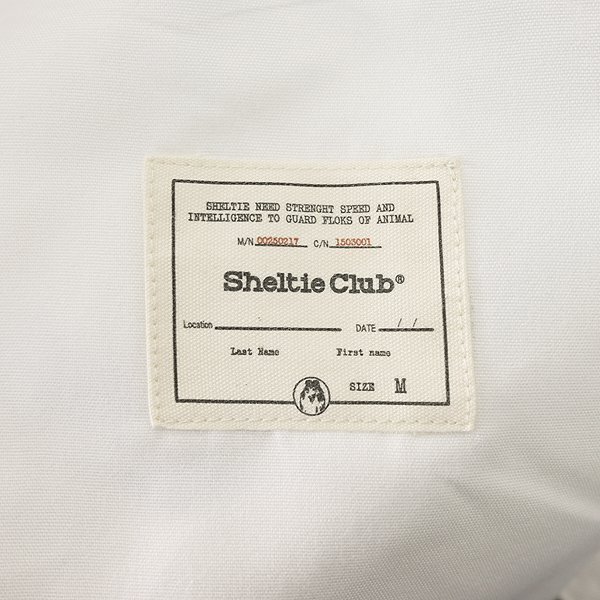 SHELTIE NEED STRENGHT SPEED AND
INTELLIGENCE TO GUARD FLOKS OF ANIMAL
M/N 00250217 C/N 1503001
Sheltie Club®
Location DATE / /
Last Name First name
SIZE M